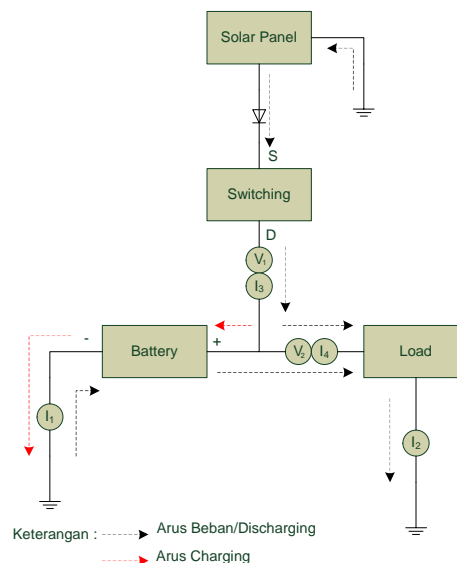 Solar Panel
S
Switching
D
V1
I3
- Battery +
V2 I4 Load
I1
I2
Keterangan : Arus Beban/Discharging
Arus Charging